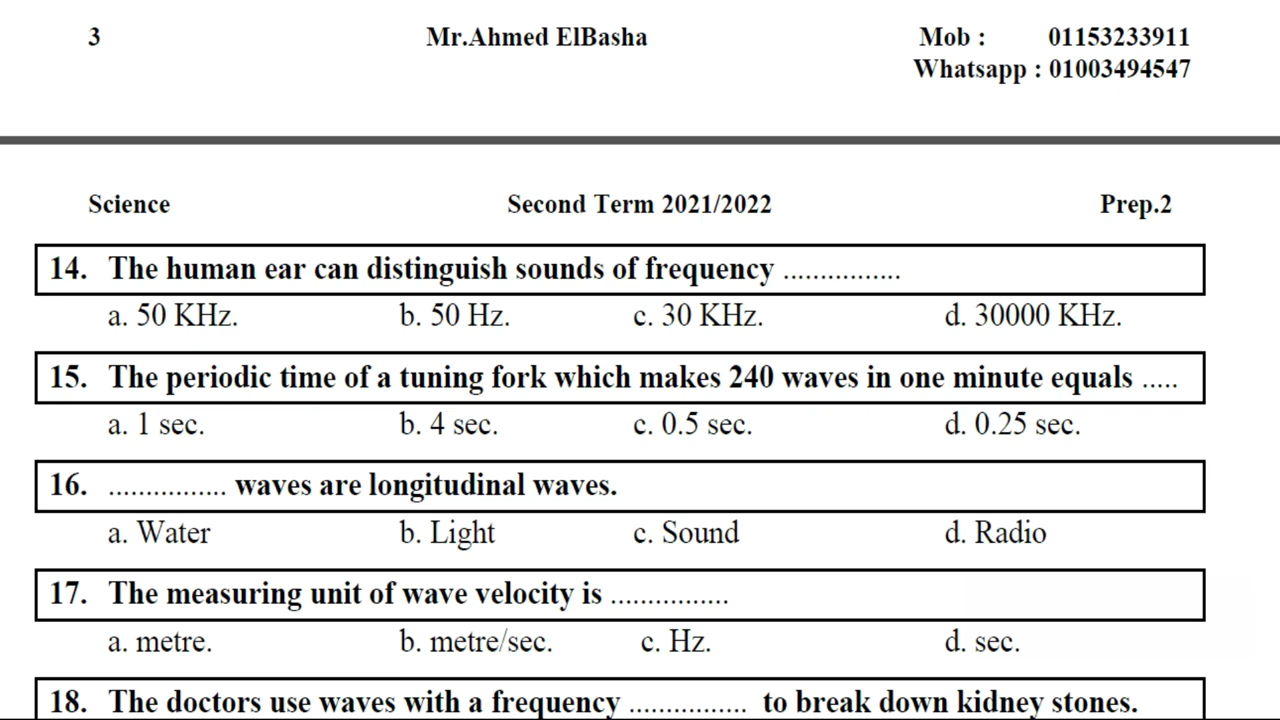 3 Mr.Ahmed ElBasha Mob : 01153233911
Whatsapp : 01003494547
Science Second Term 2021/2022 Prep.2
14. The human ear can distinguish sounds of frequency ................
a. 50 KHz. b. 50 Hz. c. 30 KHz. d. 30000 KHz.
15. The periodic time of a tuning fork which makes 240 waves in one minute equals .....
a. 1 sec. b. 4 sec. c. 0.5 sec. d. 0.25 sec.
16. ................ waves are longitudinal waves.
a. Water b. Light c. Sound d. Radio
17. The measuring unit of wave velocity is ................
a. metre. b. metre/sec. c. Hz. d. sec.
18. The doctors use waves with a frequency ................ to break down kidney stones.